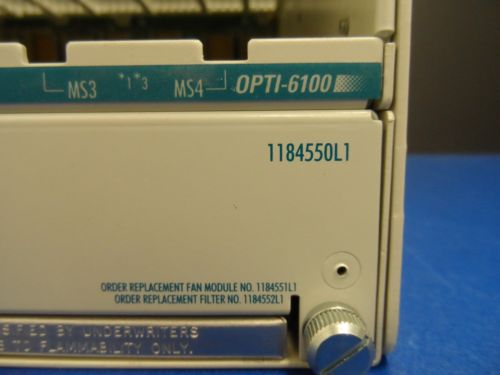 MS3 *1*3 MS4 OPTI-6100
1184550L1
ORDER REPLACEMENT FAN MODULE NO. 1184551L1
ORDER REPLACEMENT FILTER NO. 1184552L1
BY UNDERWRITERS
TO FLAMMABILITY ONLY.